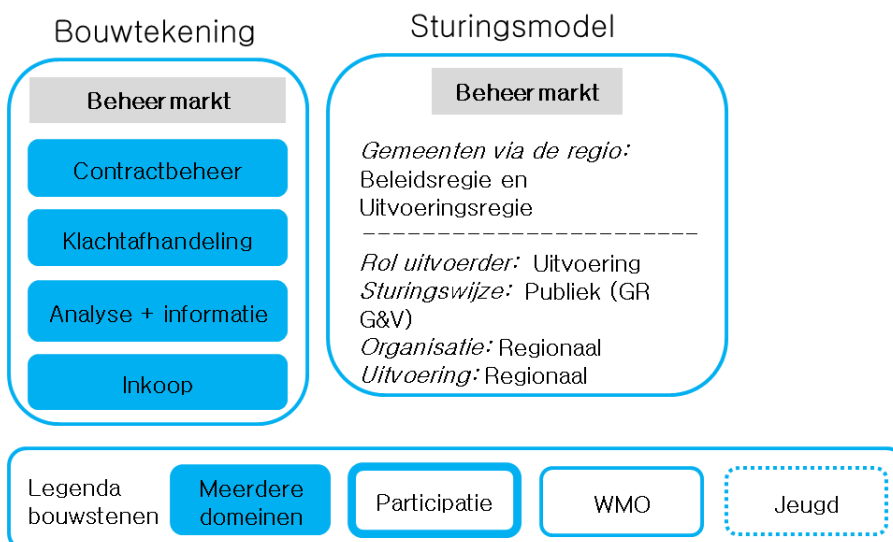 Bouwtekening
Beheer markt
Contractbeheer
Klachtafhandeling
Analyse + informatie
Inkoop
Sturingsmodel
Beheer markt
Gemeenten via de regio:
Beleidsregie en
Uitvoeringsregie
------------------------
Rol uitvoerder: Uitvoering
Sturingswijze: Publiek (GR
G&V)
Organisatie: Regionaal
Uitvoering: Regionaal
Legenda
bouwstenen
Meerdere
domeinen
Participatie
WMO
Jeugd